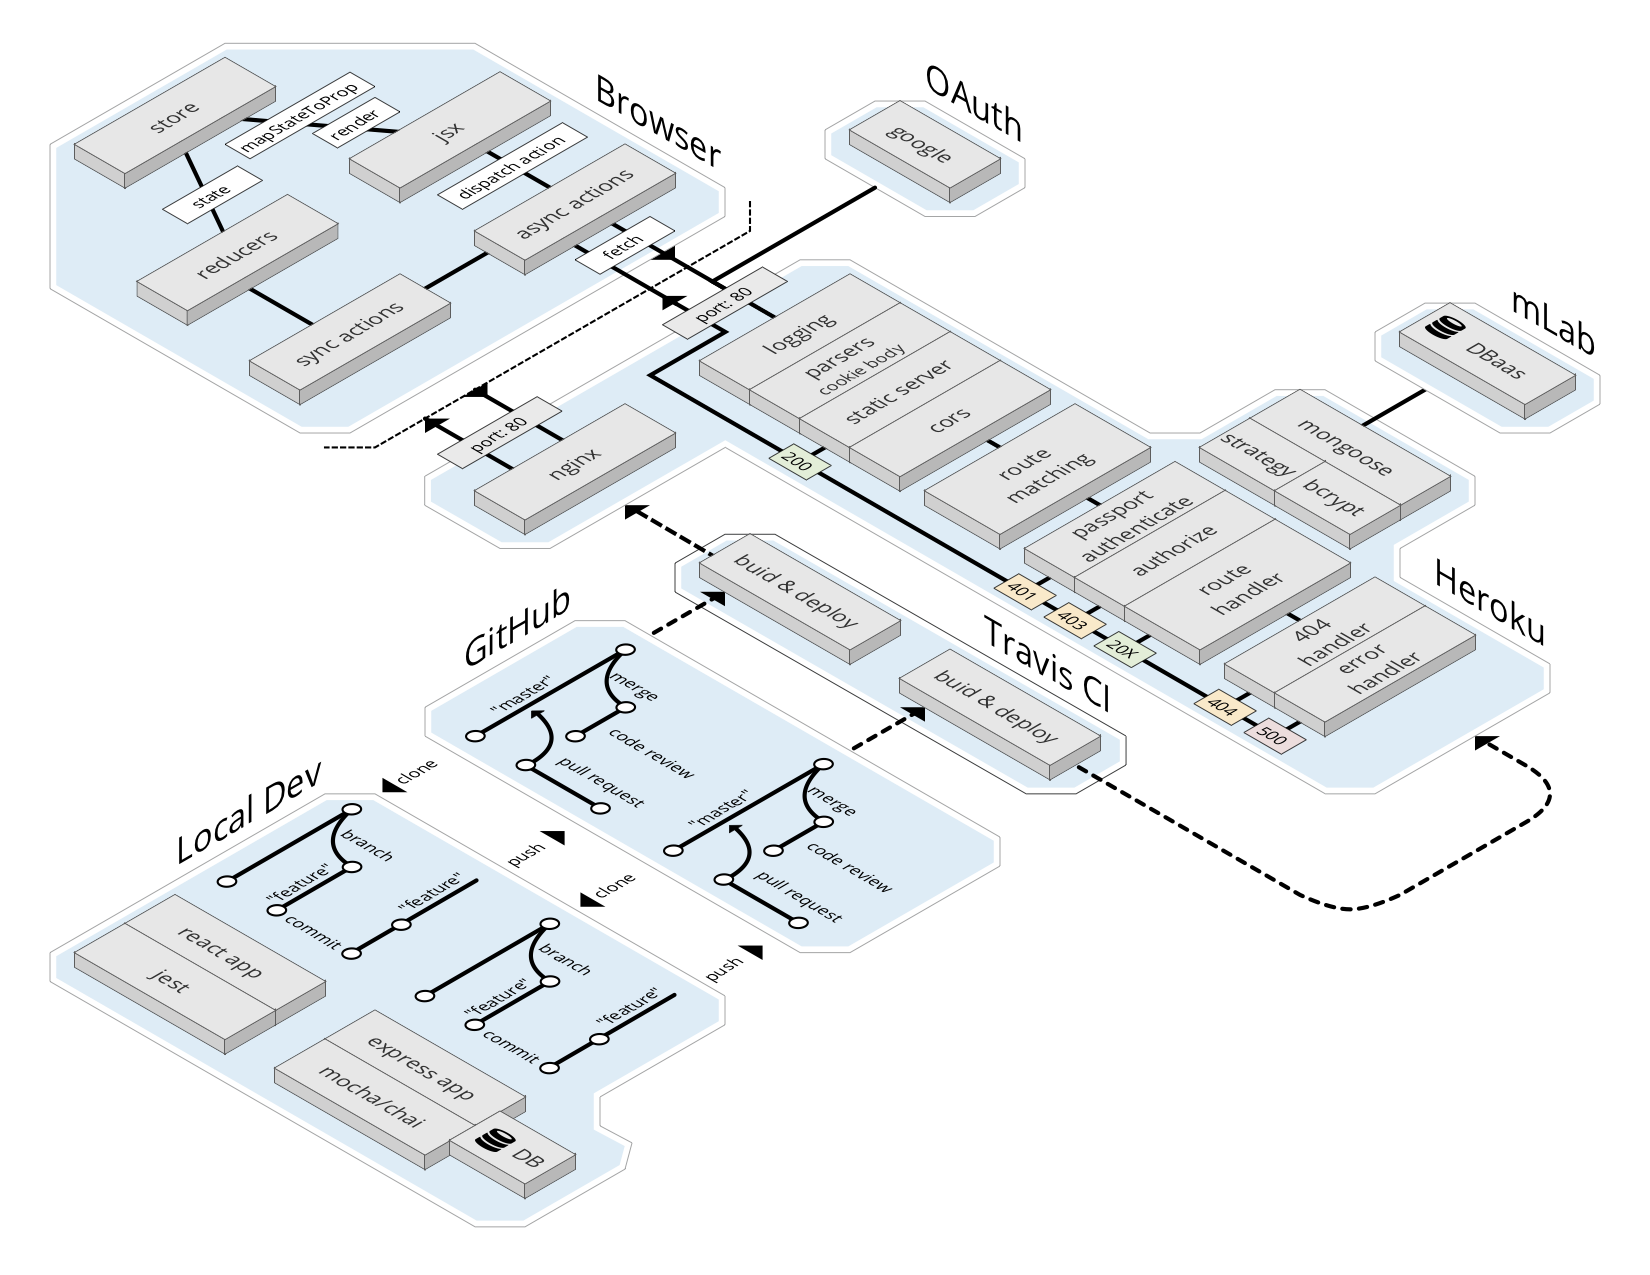 Browser
store
mapStateToProp
render
jsx
state
dispatch action
reducers
async actions
fetch
sync actions
OAuth
google
port: 80
port: 80
nginx
logging
parsers
cookie body
static server
cors
200
route
matching
mLab
DBaas
mongoose
strategy
bcrypt
passport
authenticate
authorize
route
handler
401
403
20X
Heroku
404
handler
error
handler
404
500
Travis CI
buid & deploy
buid & deploy
GitHub
"master"
merge
code review
pull request
"master"
merge
code review
pull request
clone
push
clone
push
Local Dev
branch
"feature"
commit
"feature"
branch
"feature"
commit
"feature"
react app
jest
express app
mocha/chai
DB